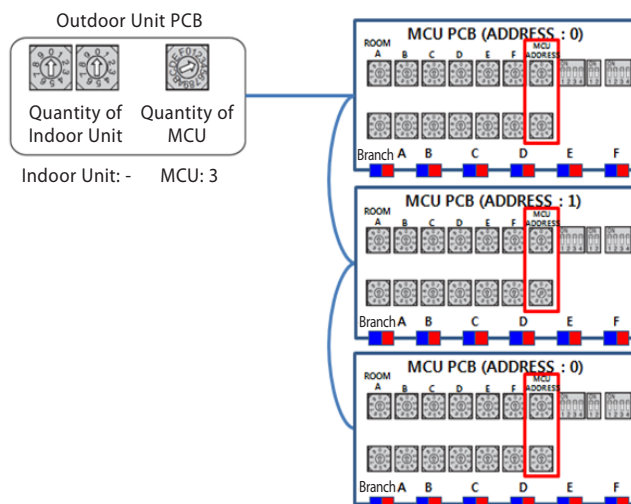 Outdoor Unit PCB
Quantity of
Indoor Unit
Quantity of
MCU
Indoor Unit: -
MCU: 3
MCU PCB (ADDRESS : 0)
ROOM
A B C D E F
MCU
ADDRESS
Branch A B C D E F
MCU PCB (ADDRESS : 1)
ROOM
A B C D E F
MCU
ADDRESS
Branch A B C D E F
MCU PCB (ADDRESS : 0)
ROOM
A B C D E F
MCU
ADDRESS
Branch A B C D E F